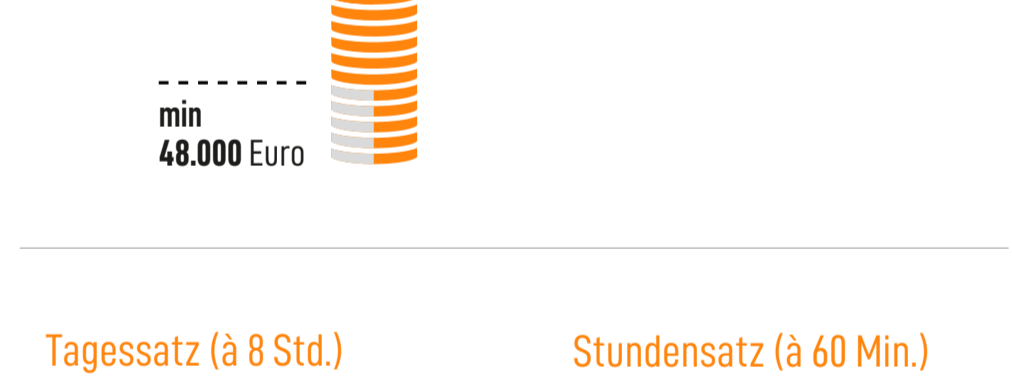 min
48.000 Euro
Tagessatz (à 8 Std.)
Stundensatz (à 60 Min.)